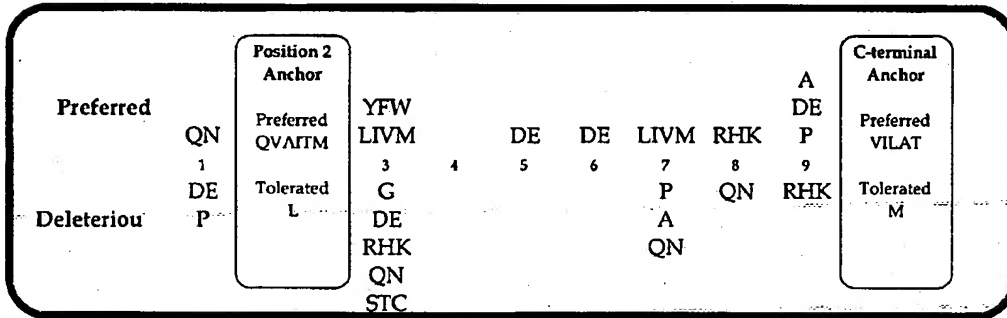 Position 2 C-terminal
Anchor Anchor
A
Preferred YFW DE
Preferred Preferred
QN QVAITM LIVM DE DE LIVM RHK P VILAT
1 3 4 5 6 7 8 9
DE Tolerated G P QN RHK Tolerated
Deleteriou P L DE A M
RHK QN
QN
STC